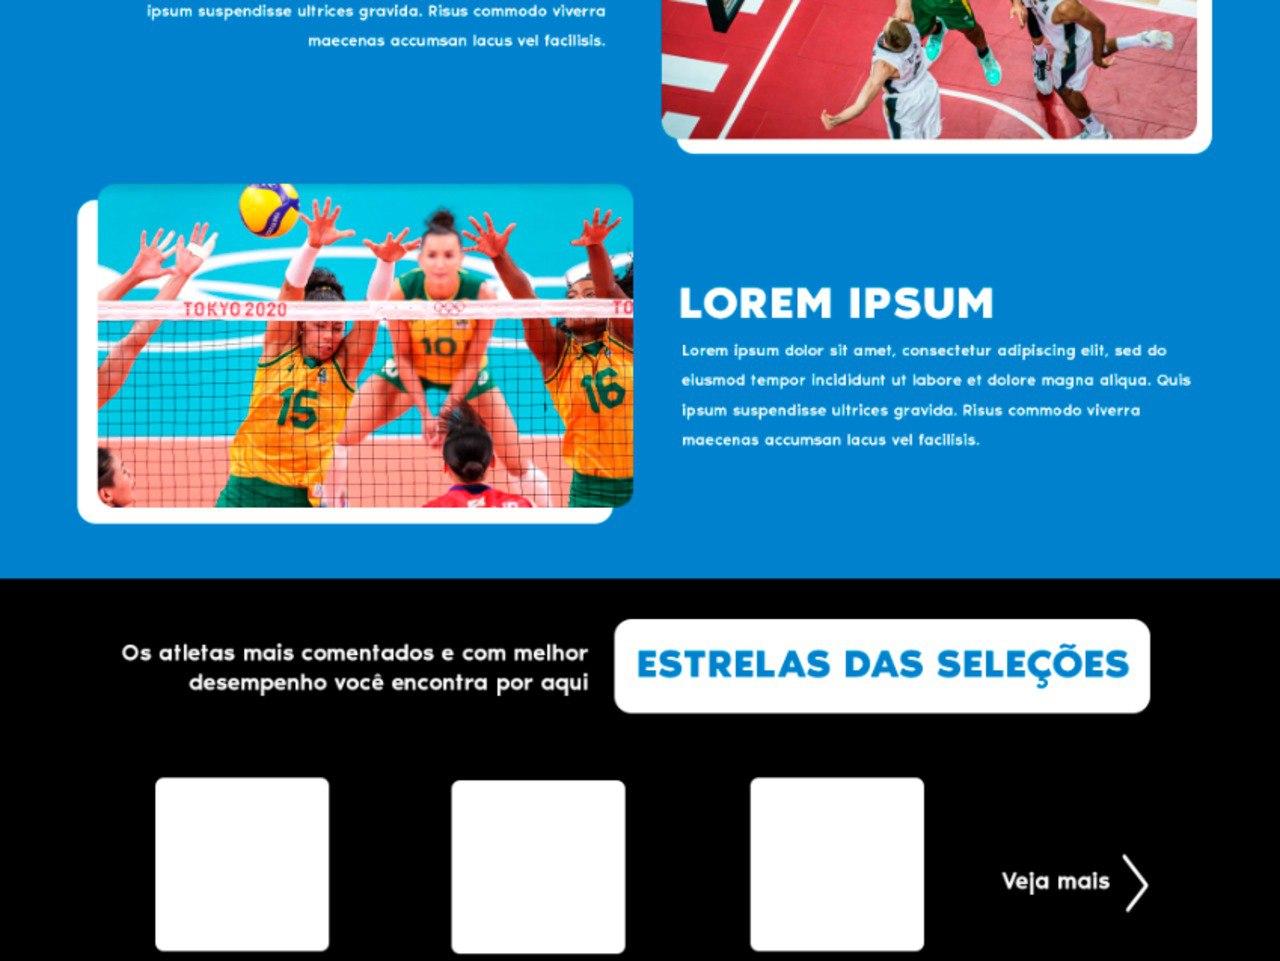 ipsum suspendisse ultrices gravida. Risus commodo viverra
maecenas accumsan lacus vel facilisis.
TOKYO 2020
TO
15
10
16
LOREM IPSUM
Lorem ipsum dolor sit amet, consectetur adipiscing elit, sed do
eiusmod tempor incididunt ut labore et dolore magna aliqua. Quis
ipsum suspendisse ultrices gravida. Risus commodo viverra
maecenas accumsan lacus vel facilisis.
Os atletas mais comentados e com melhor
desempenho você encontra por aqui
ESTRELAS DAS SELEÇÕES
Veja mais